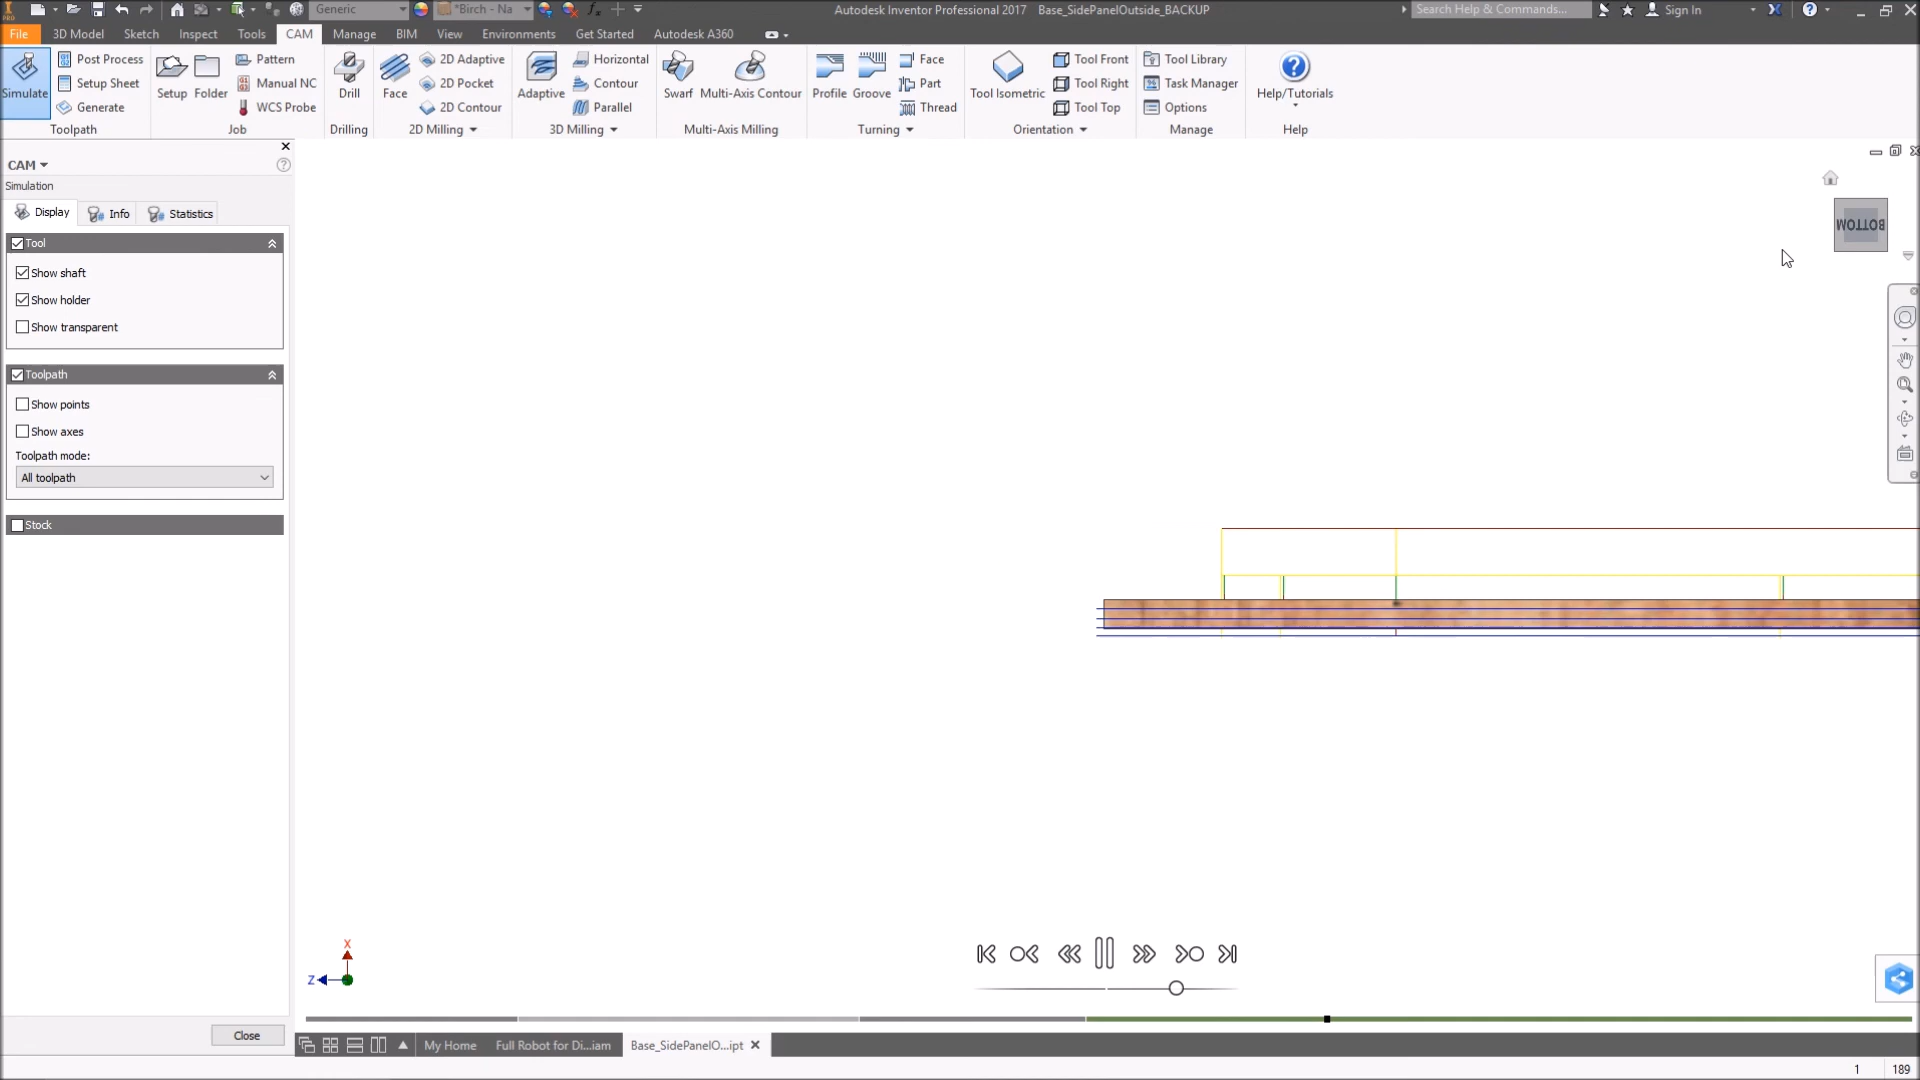 PRO
Generic
*Birch - Na
Autodesk Inventor Professional 2017 Base_SidePanelOutside_BACKUP
Search Help & Commands...
Sign In
File 3D Model Sketch Inspect Tools CAM Manage BIM View Environments Get Started Autodesk A360
Simulate
Post Process
Setup Sheet
Generate
Toolpath
Setup
Folder
Pattern
Manual NC
WCS Probe
Job
Drill
Drilling
Face
2D Adaptive
2D Pocket
2D Contour
2D Milling
Adaptive
Horizontal
Contour
Parallel
3D Milling
Swarf
Multi-Axis Contour
Multi-Axis Milling
Profile
Groove
Face
Part
Thread
Turning
Tool Isometric
Tool Front
Tool Right
Tool Top
Orientation
Tool Library
Task Manager
Options
Manage
Help/Tutorials
Help
CAM
Simulation
Display Info Statistics
Tool
Show shaft
Show holder
Show transparent
Toolpath
Show points
Show axes
Toolpath mode:
All toolpath
Stock
BOTTOM
X
Z
Close
My Home Full Robot for Di...iam Base_SidePanelO...ipt
1 189